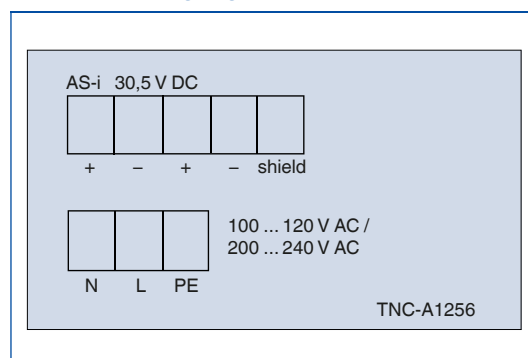 AS-i 30,5 V DC
+ – + – shield
100 ... 120 V AC /
200 ... 240 V AC
N L PE
TNC-A1256